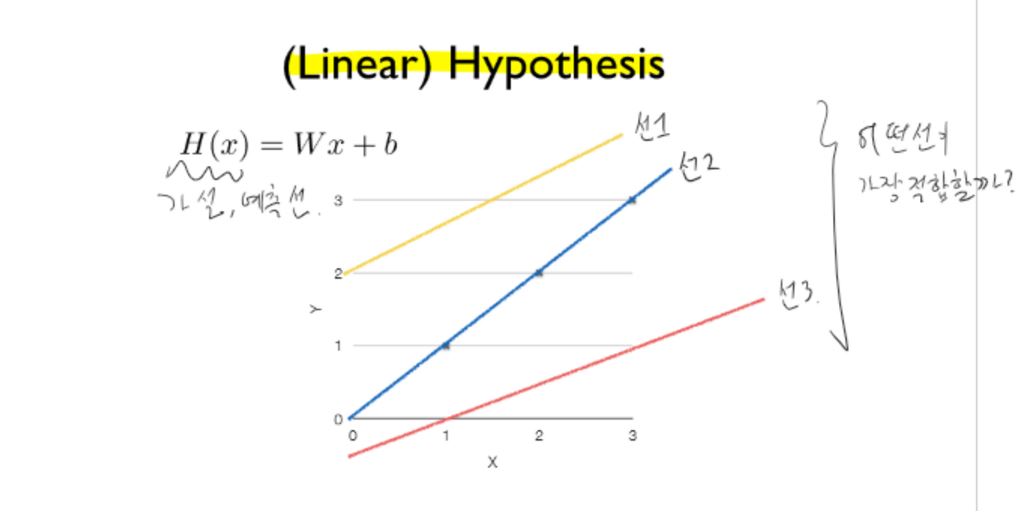 (Linear) Hypothesis
H(x) = Wx + b
가설, 예측선.
선1
선2
선3.
어떤선이
가장 적합할까?
3
2
1
0
Y
0 1 2 3
X